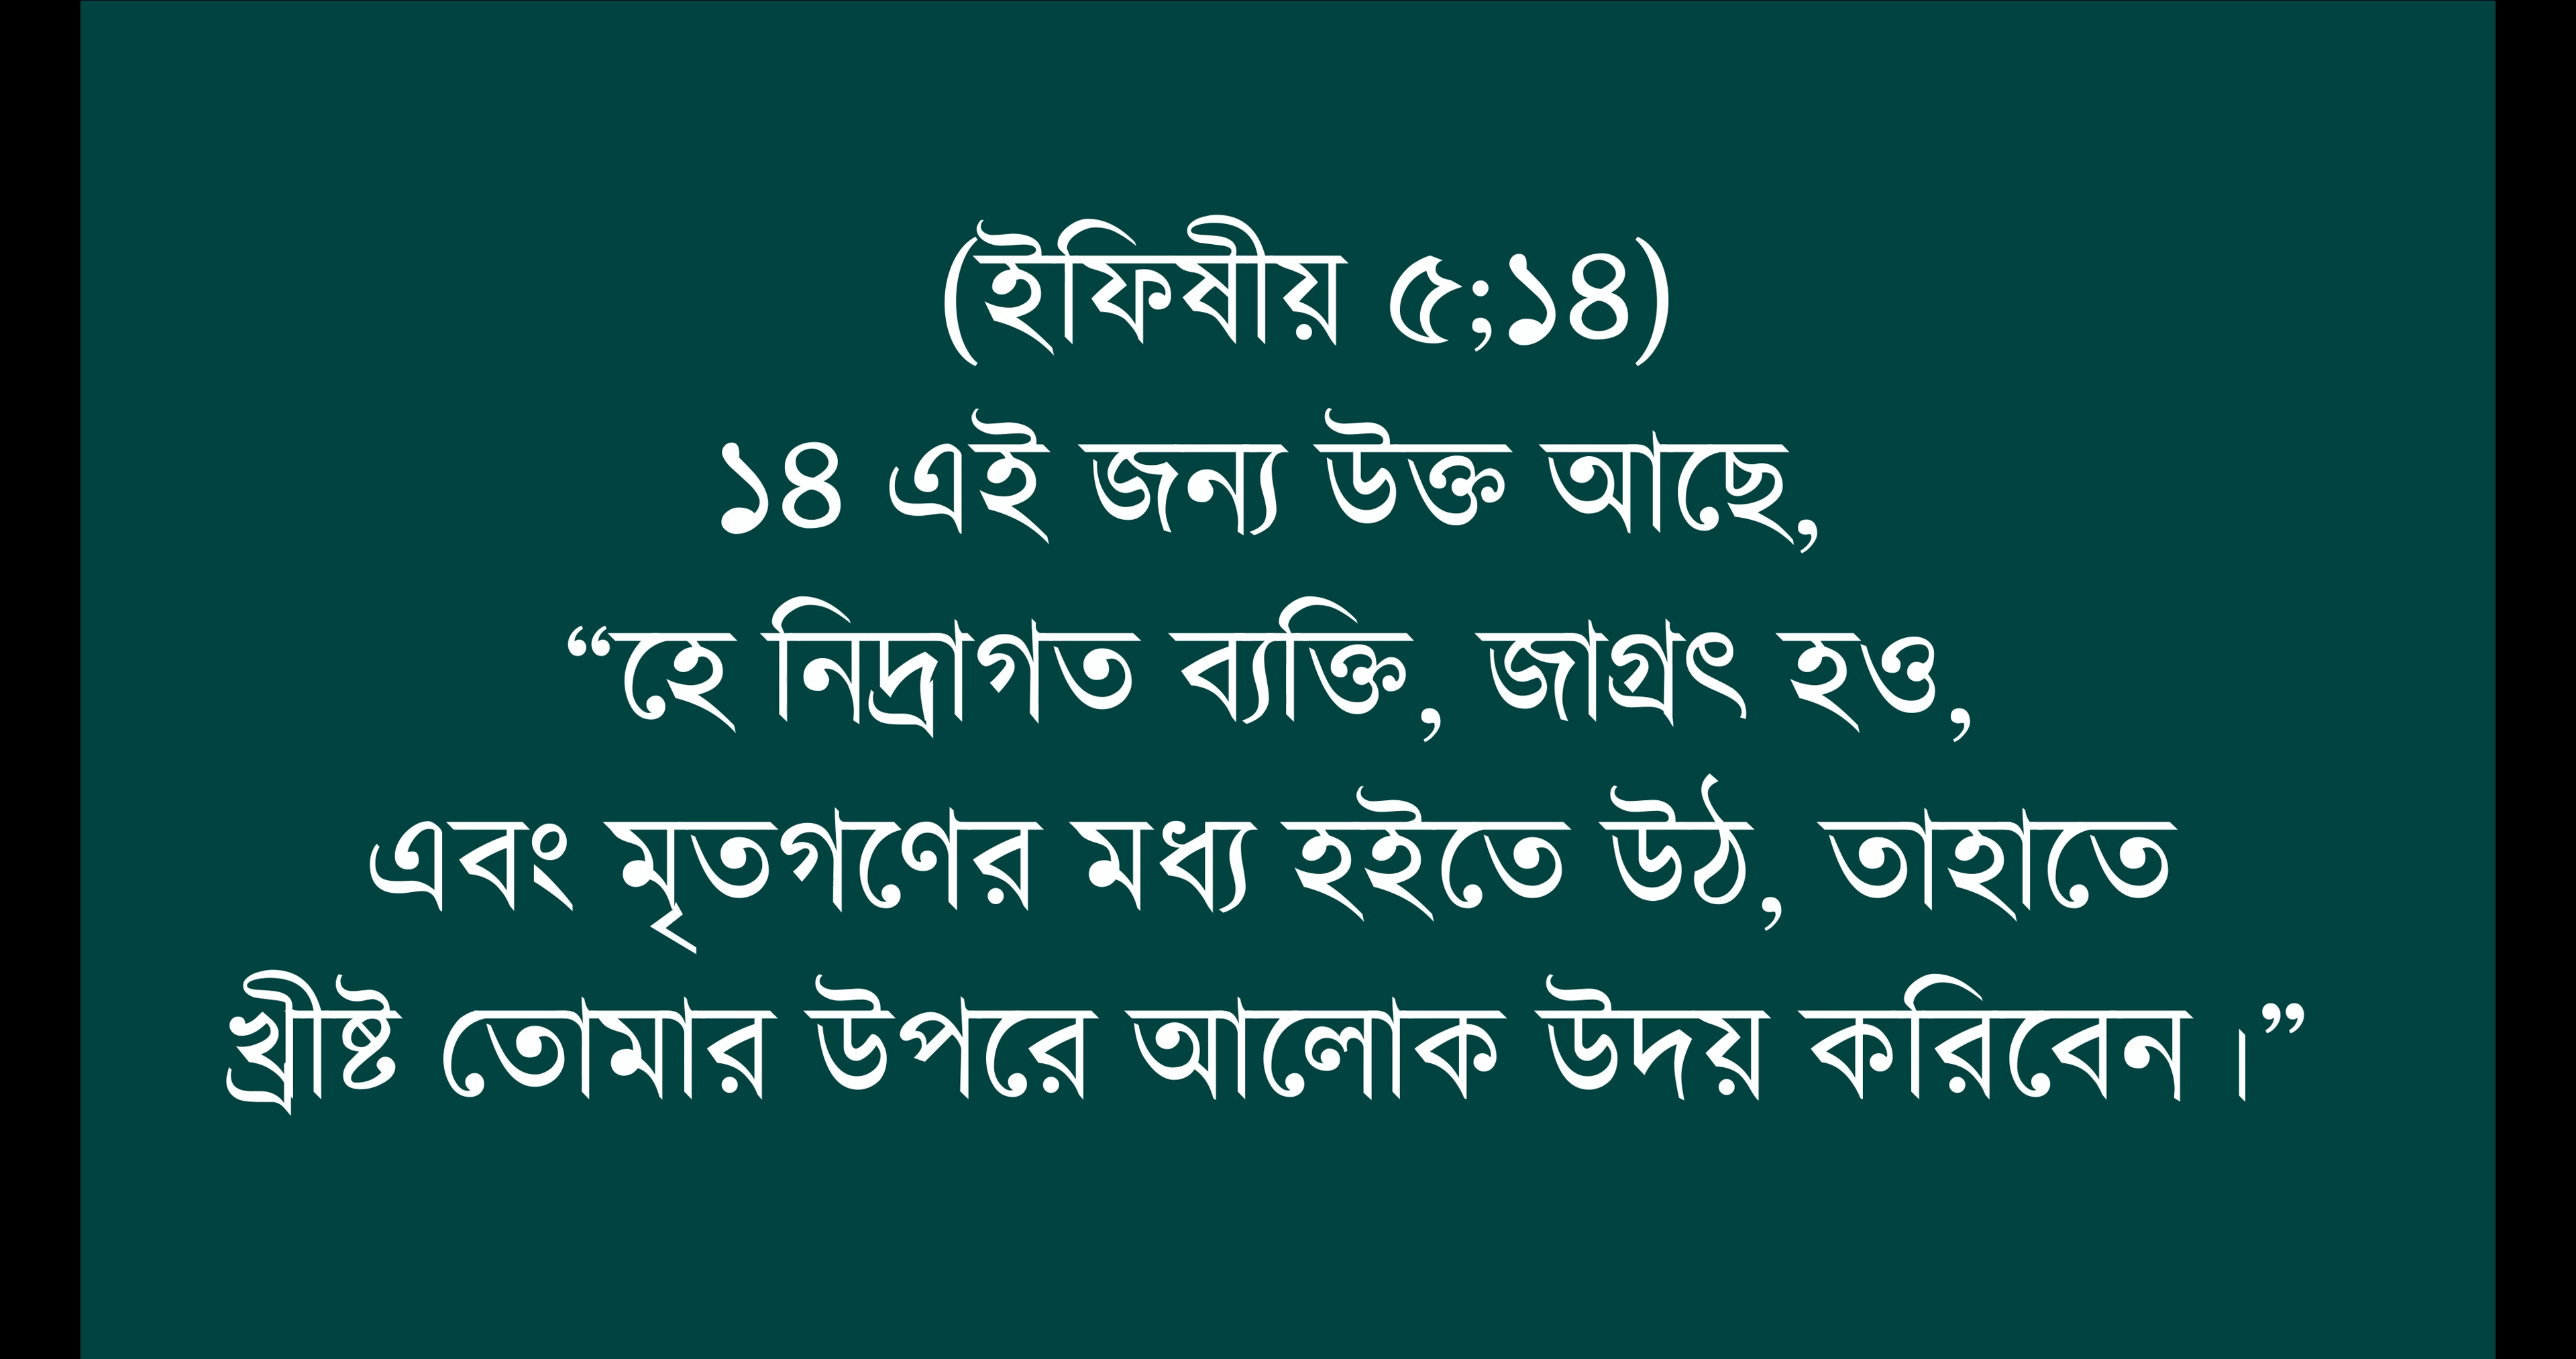 (ইফিষীয় ৫;১৪)
১৪ এই জন্য উক্ত আছে,
“হে নিদ্রাগত ব্যক্তি, জাগ্রৎ হও,
এবং মৃতগণের মধ্য হইতে উঠ, তাহাতে
খ্রীষ্ট তোমার উপরে আলোক উদয় করিবেন।”